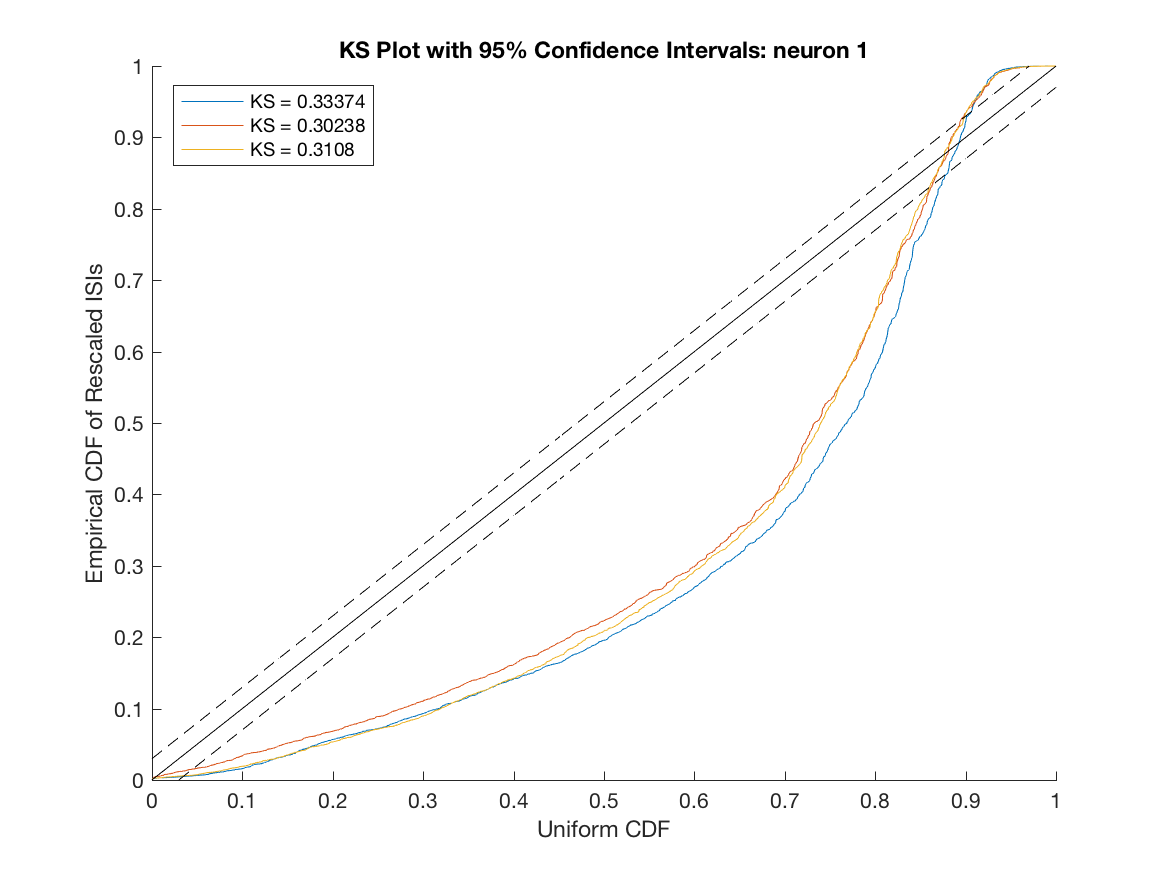 KS Plot with 95% Confidence Intervals: neuron 1
KS = 0.33374
KS = 0.30238
KS = 0.3108
Empirical CDF of Rescaled ISIs
1
0.9
0.8
0.7
0.6
0.5
0.4
0.3
0.2
0.1
0
0 0.1 0.2 0.3 0.4 0.5 0.6 0.7 0.8 0.9 1
Uniform CDF